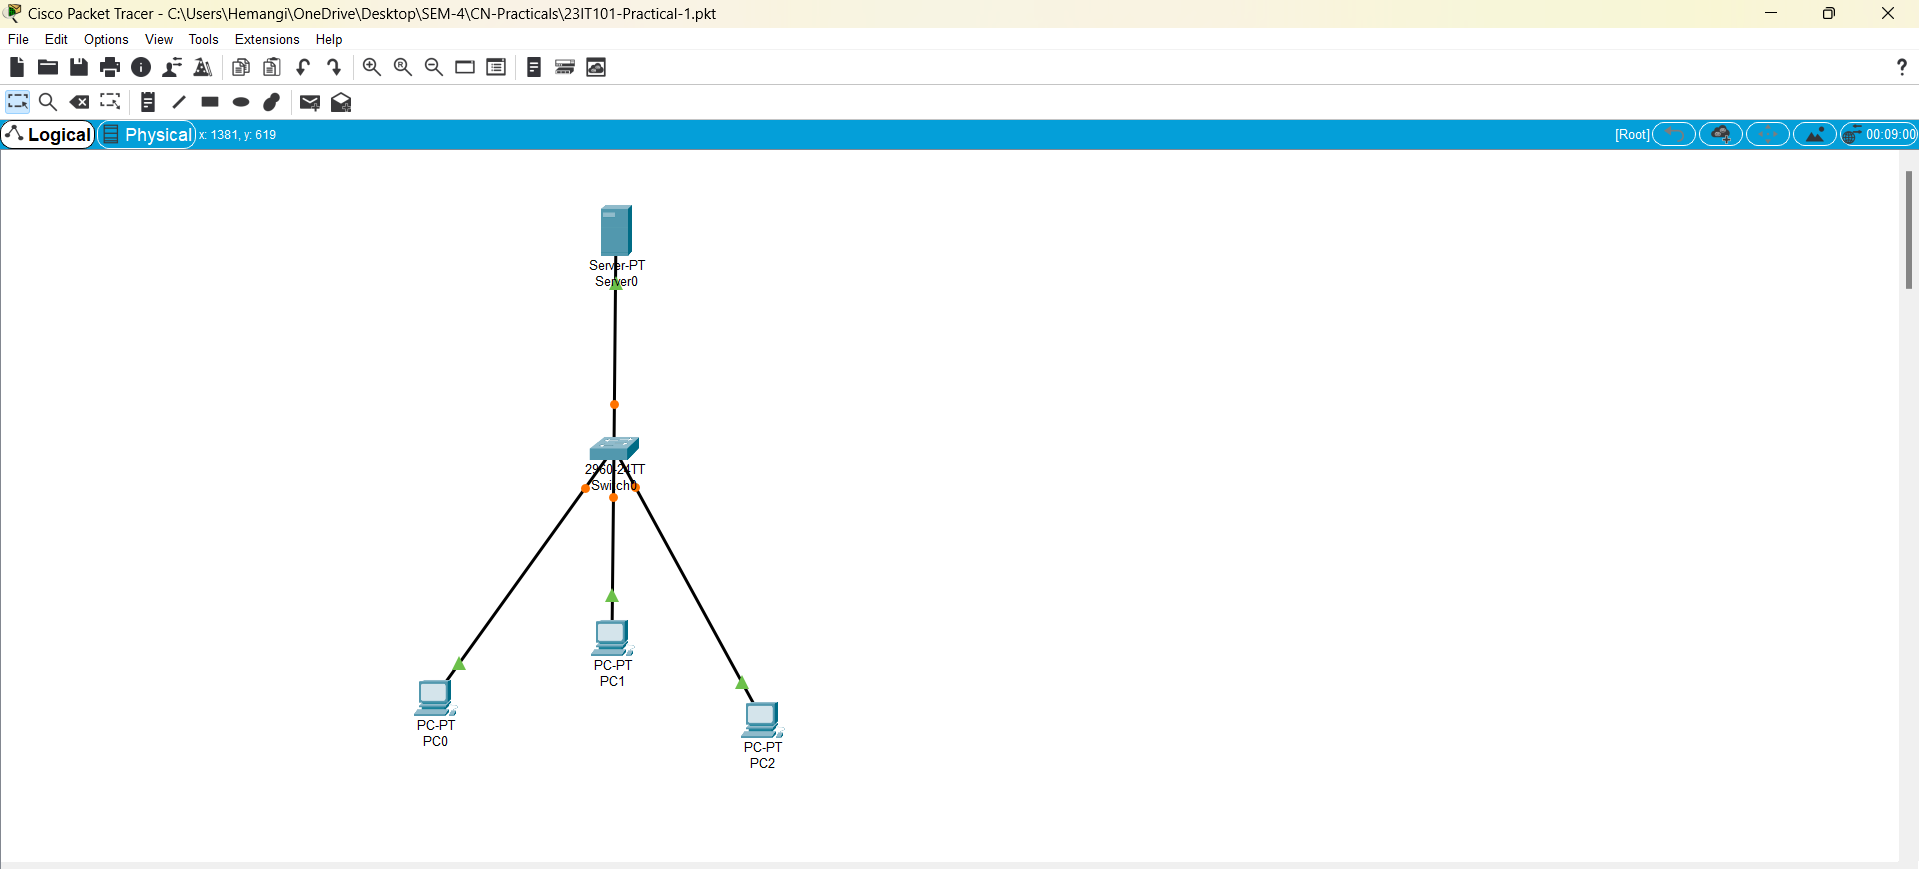 Cisco Packet Tracer - C:\Users\Hemangi\OneDrive\Desktop\SEM-4\CN-Practicals\23IT101-Practical-1.pkt
File Edit Options View Tools Extensions Help
?
Logical Physical x: 1381, y: 619 [Root] 00:09:00
Server-PT
Server0
2960-24TT
Switch0
PC-PT
PC1
PC-PT
PC0
PC-PT
PC2